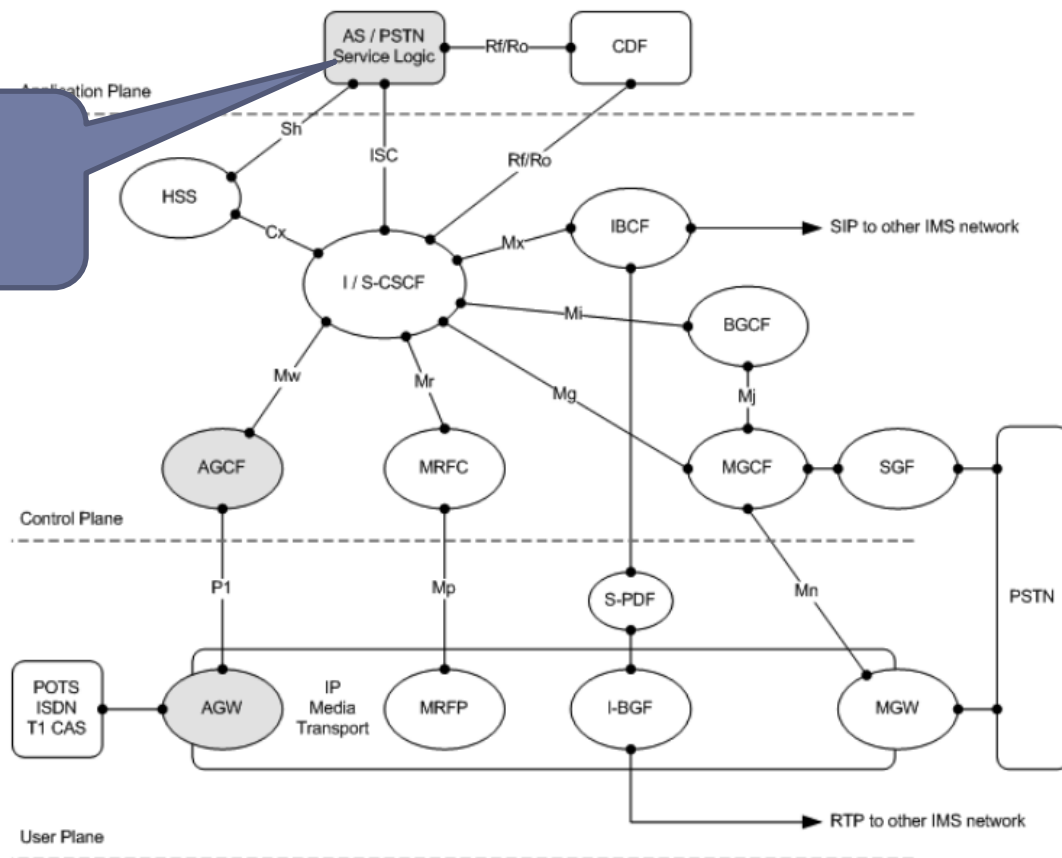 AS / PSTN
Service Logic
Rf/Ro
CDF
Application Plane
Sh
ISC
Rf/Ro
HSS
Cx
Mx
IBCF
SIP to other IMS network
I / S-CSCF
Mi
BGCF
Mw
Mr
Mg
Mj
AGCF
MRFC
MGCF
SGF
Control Plane
P1
Mp
S-PDF
Mn
PSTN
POTS
ISDN
T1 CAS
AGW
IP
Media
Transport
MRFP
I-BGF
MGW
RTP to other IMS network
User Plane